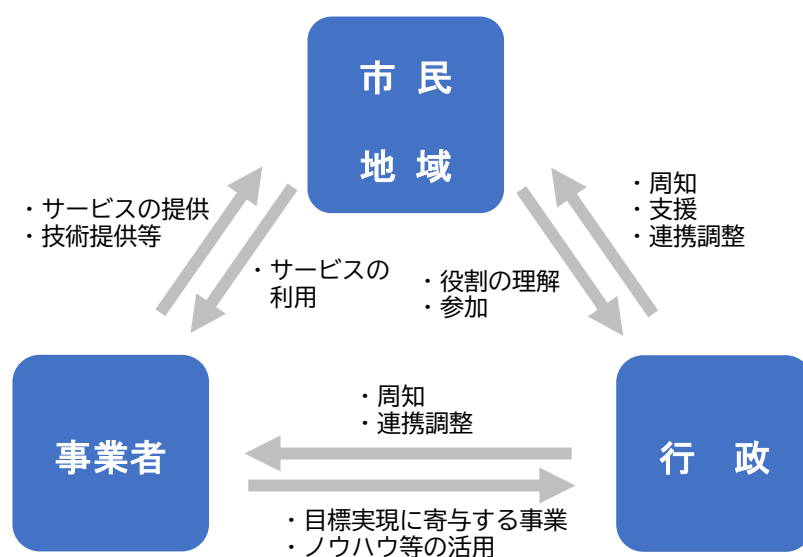 市 民
地 域
・サービスの提供
・技術提供等
・周知
・支援
・連携調整
・サービスの
利用
・役割の理解
・参加
・周知
・連携調整
事業者
行 政
・目標実現に寄与する事業
・ノウハウ等の活用